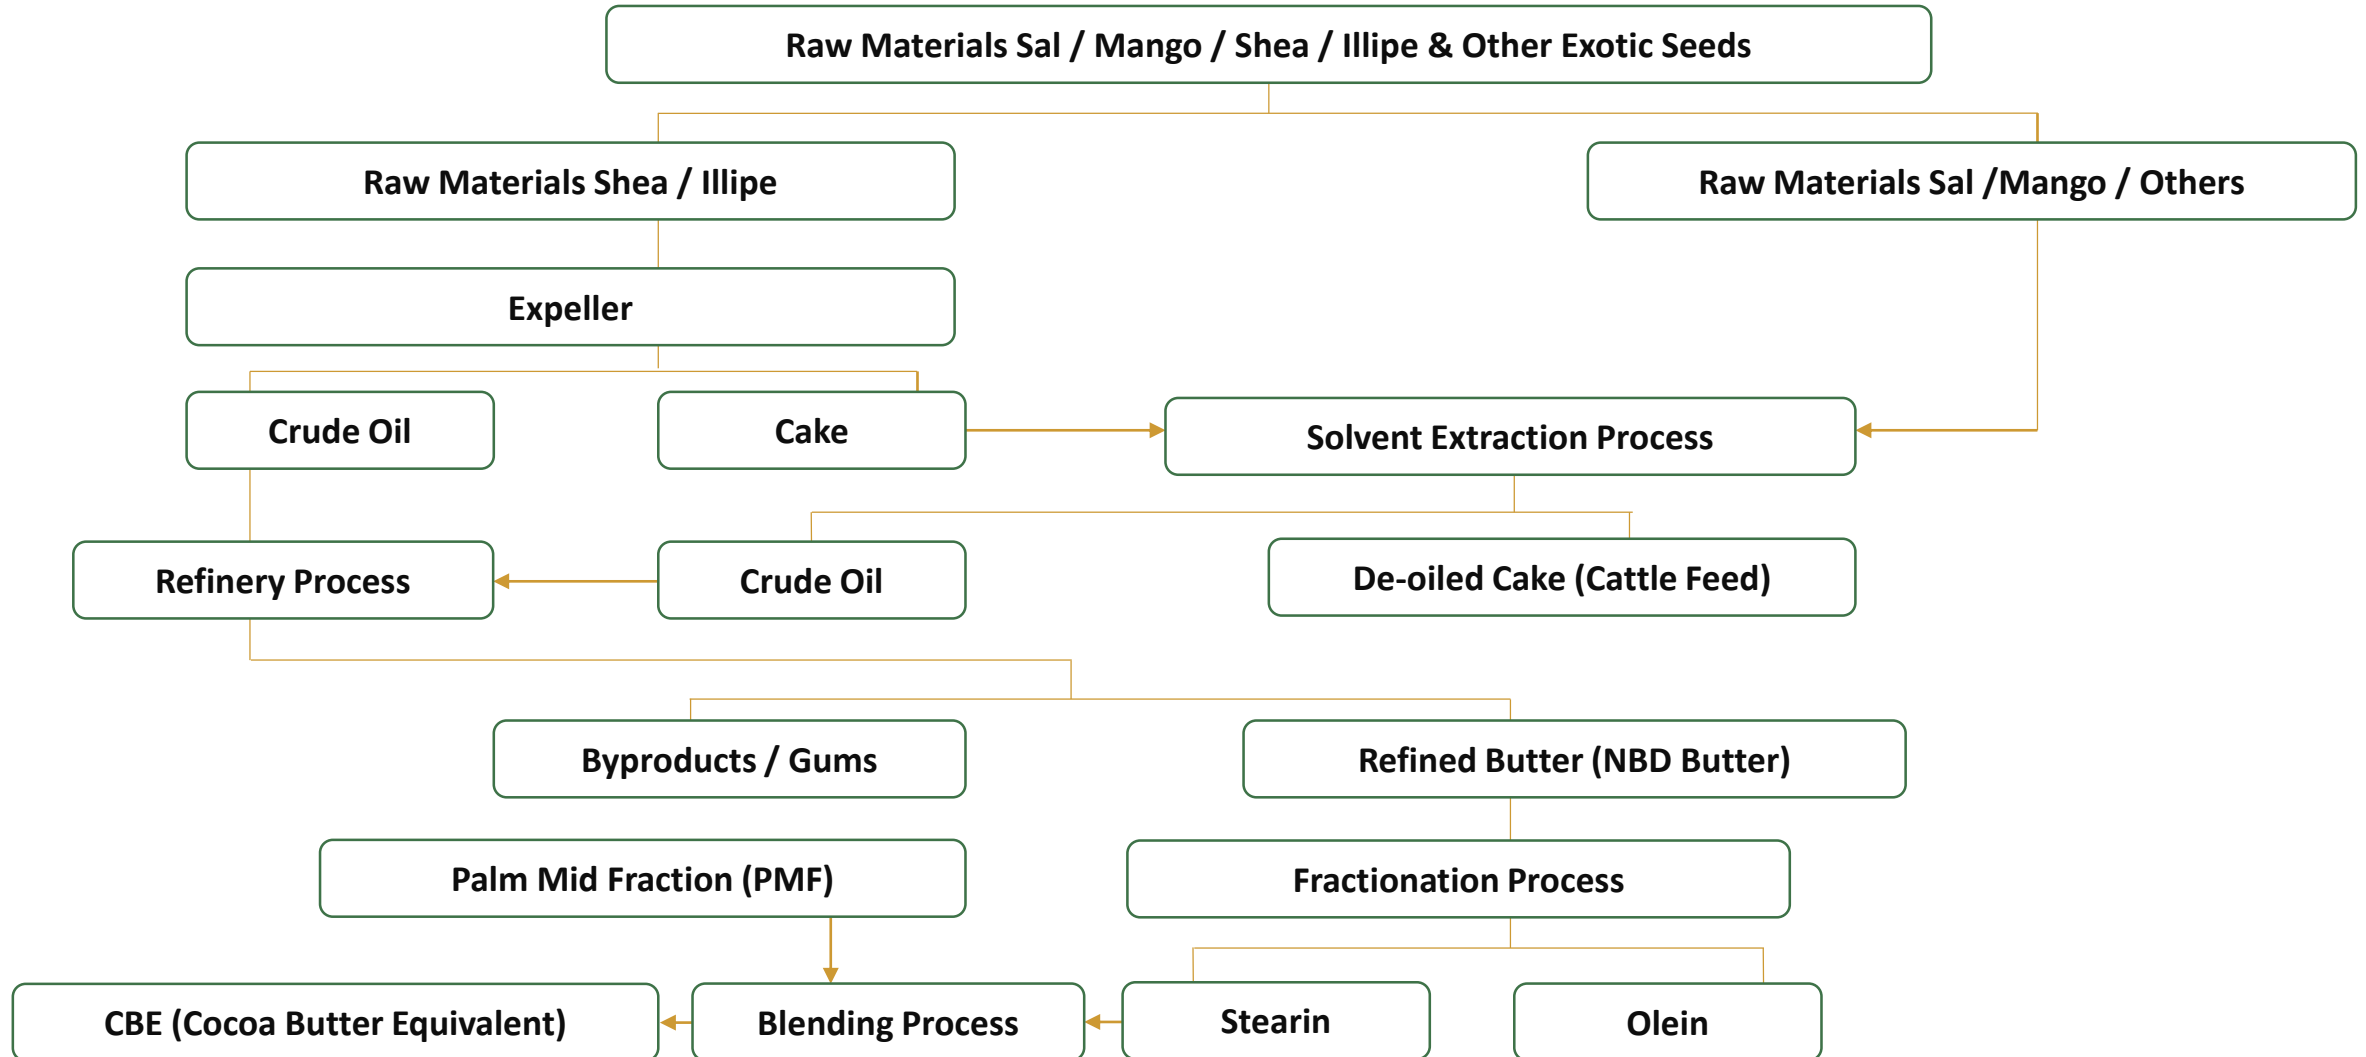 Raw Materials Sal / Mango / Shea / Illipe & Other Exotic Seeds
Raw Materials Shea / Illipe
Raw Materials Sal /Mango / Others
Expeller
Crude Oil
Cake
Solvent Extraction Process
Refinery Process
Crude Oil
De-oiled Cake (Cattle Feed)
Byproducts / Gums
Refined Butter (NBD Butter)
Palm Mid Fraction (PMF)
Fractionation Process
CBE (Cocoa Butter Equivalent)
Blending Process
Stearin
Olein